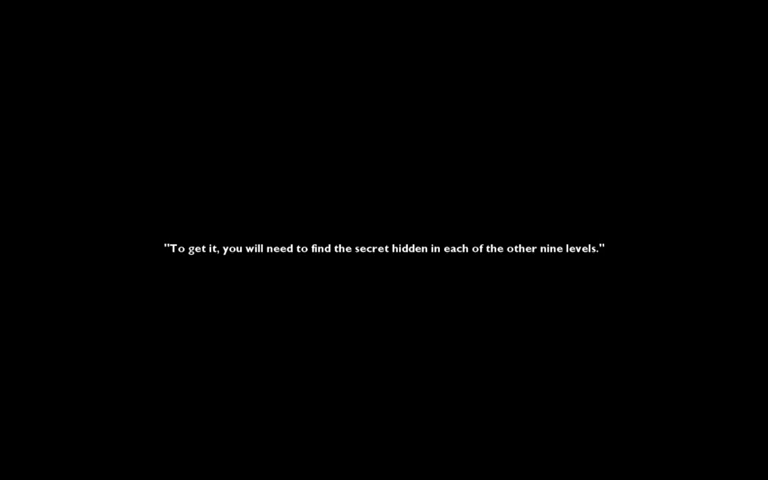 "To get it, you will need to find the secret hidden in each of the other nine levels."